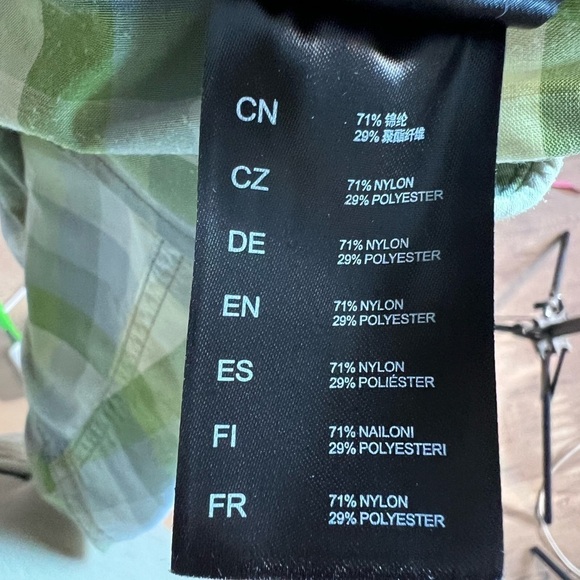 CN 71% 锦纶
29% 聚酯纤维
CZ 71% NYLON
29% POLYESTER
DE 71% NYLON
29% POLYESTER
EN 71% NYLON
29% POLYESTER
ES 71% NYLON
29% POLIÉSTER
FI 71% NAILONI
29% POLYESTERI
FR 71% NYLON
29% POLYESTER